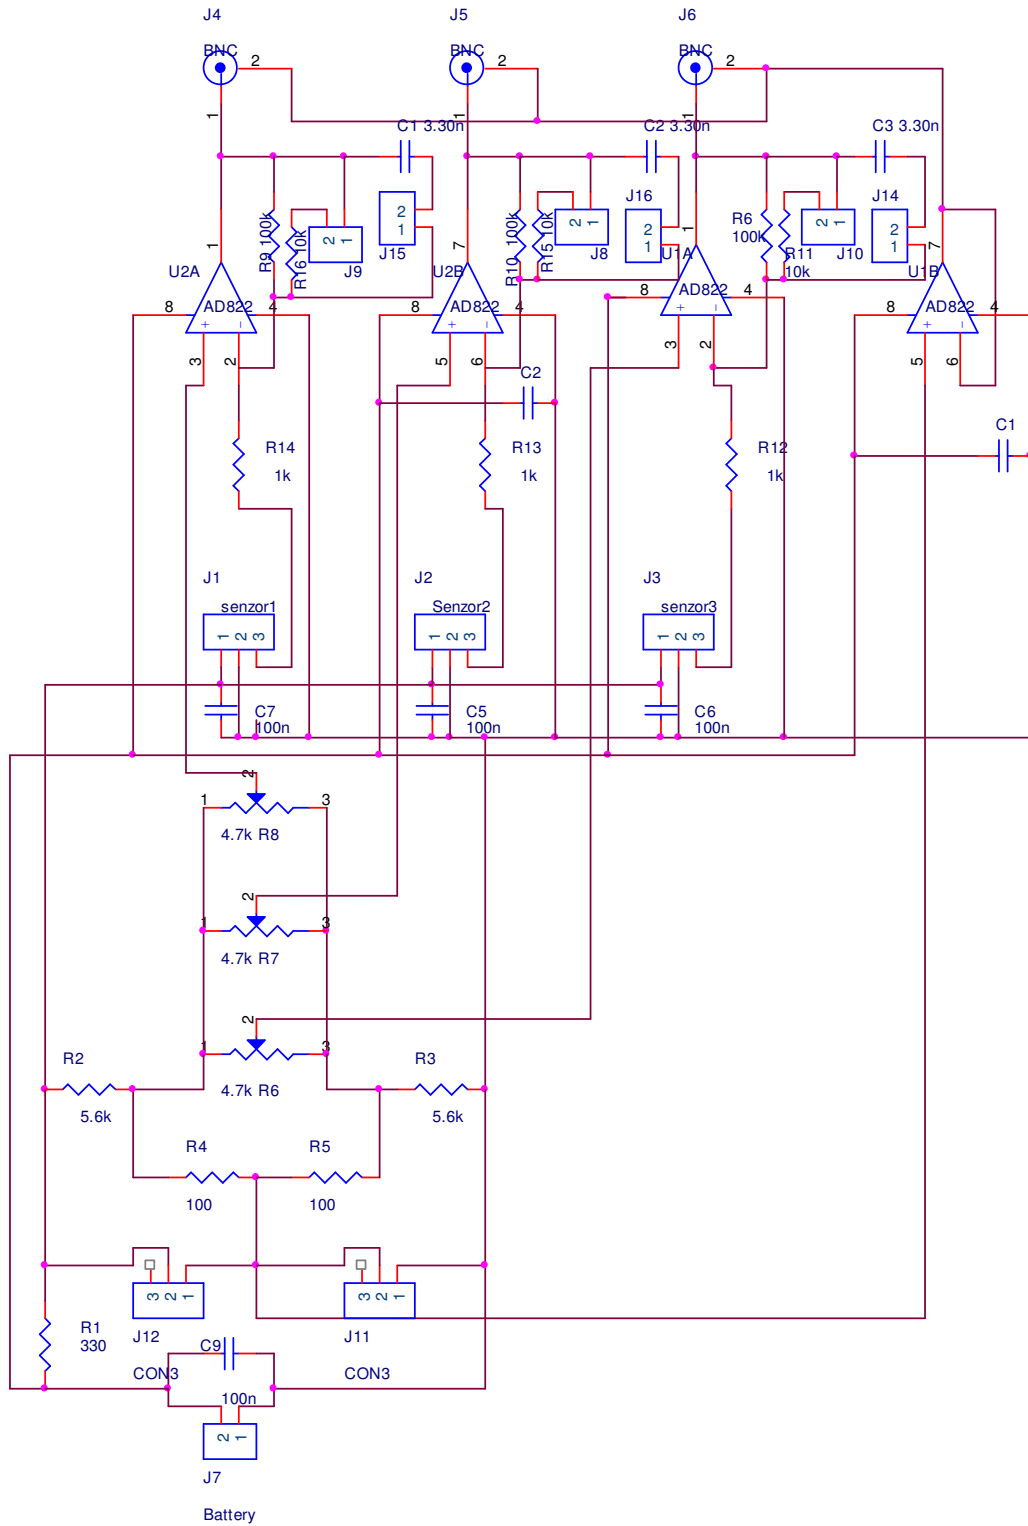 J4 J5 J6
BNC BNC BNC
2 2 2
1 1 1
C1 3.30n C2 3.30n C3 3.30n
R9 100k R16 10k 2 1 J9 2 1 J15
R10 100k R15 10k 2 1 J8 J16 2 1
R6 100k R11 10k 2 1 J10 J14 2 1
1 7 1 7
U2A U2B U1A U1B
8 AD822 4 8 AD822 4 8 AD822 4 8 AD822 4
+ - + - + - + -
3 2 5 6 3 2 5 6
C2 C1
R14 R13 R12
1k 1k 1k
J1 J2 J3
senzor1 Senzor2 senzor3
1 2 3 1 2 3 1 2 3
C7 C5 C6
100n 100n 100n
2
1 3
4.7k R8
2
1 3
4.7k R7
2
1 3
R2 R3
4.7k R6
5.6k 5.6k
R4 R5
100 100
3 2 1 3 2 1
R1 J12 J11
330 C9
CON3 CON3
100n
2 1
J7
Battery